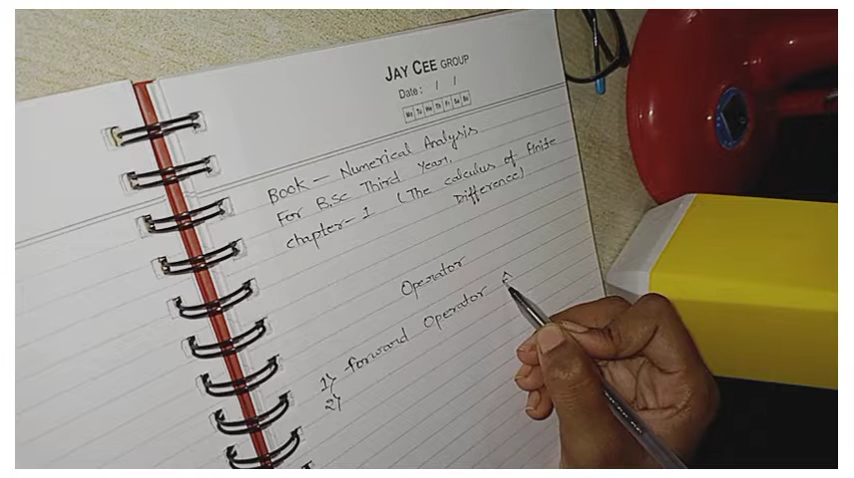 JAY CEE GROUP
Date : / /
Mo Tu We Th Fr Sa Su
Book - Numerical Analysis
For B.Sc Third Year.
chapter - 1 (The calculus of finite
Difference)
Operator
1) forward Operator
2)